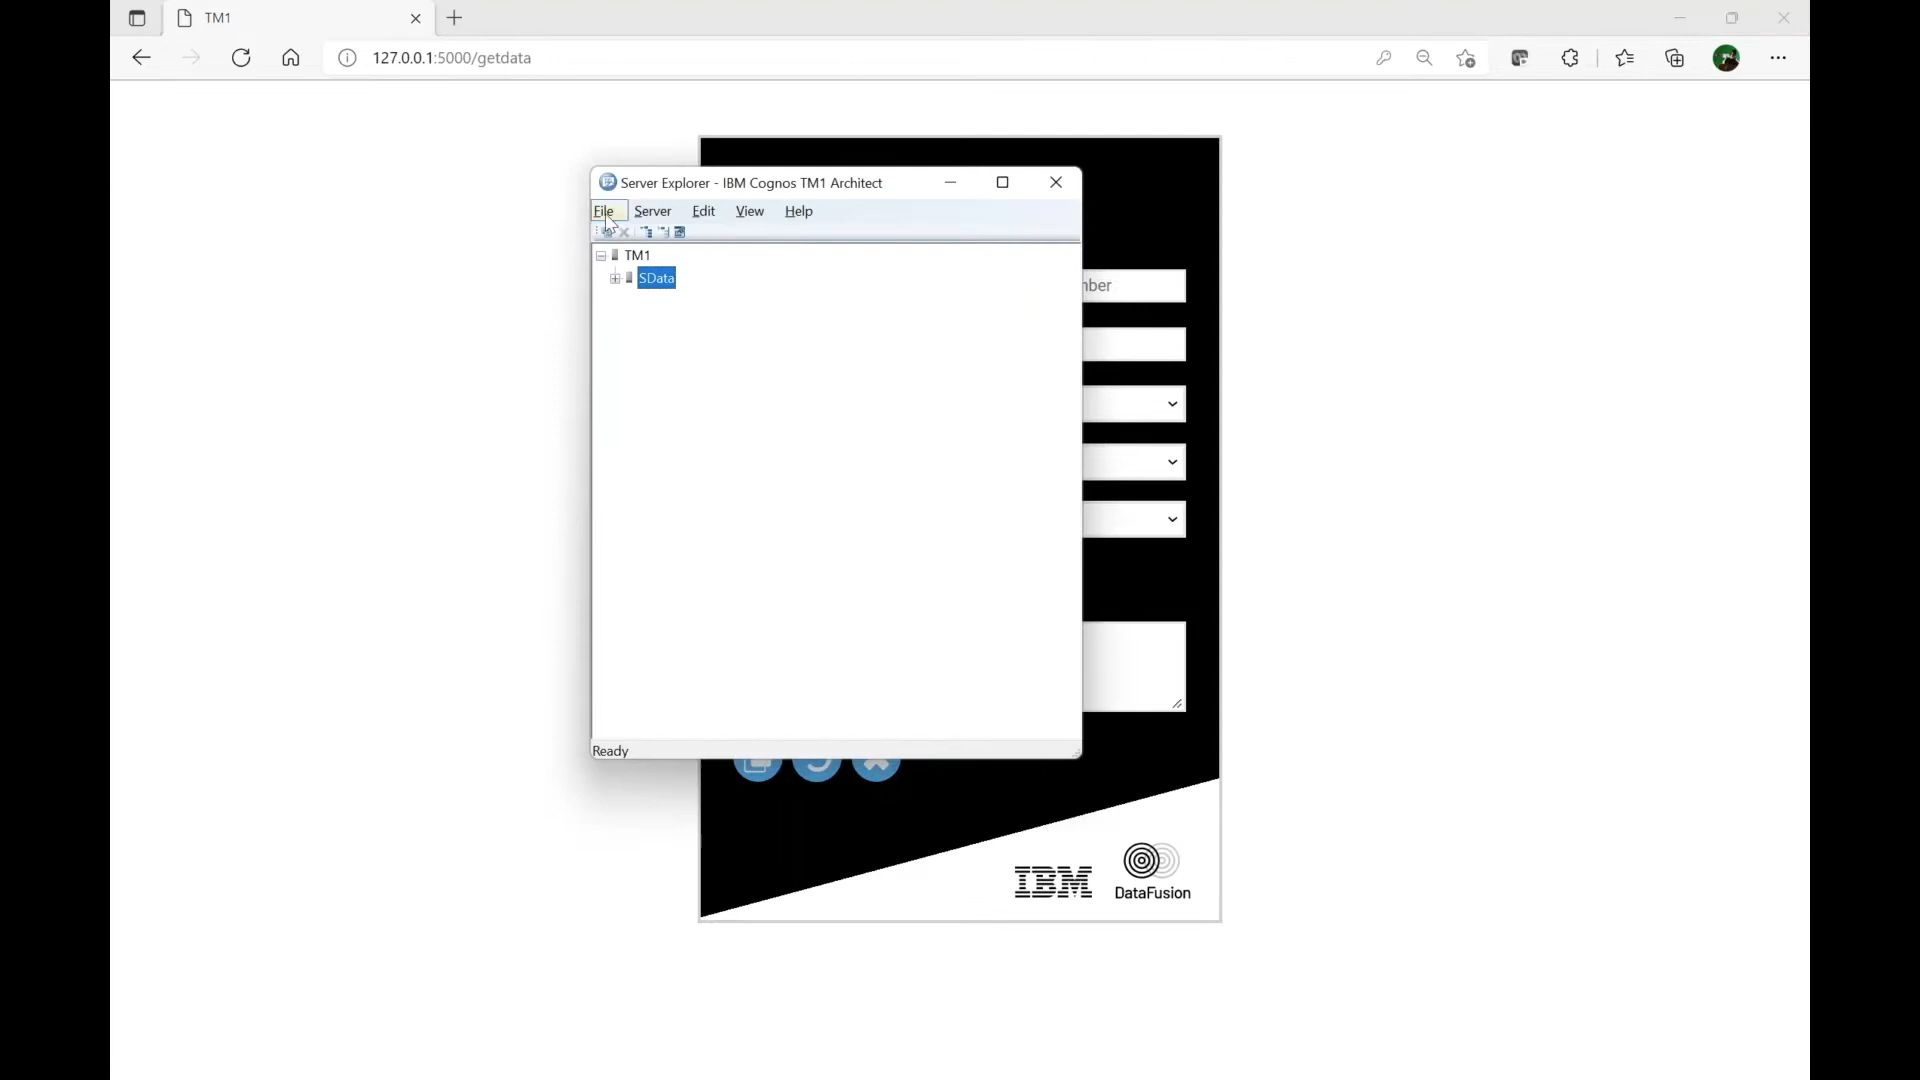 TM1
127.0.0.1:5000/getdata
Server Explorer - IBM Cognos TM1 Architect
File Server Edit View Help
TM1
SData
Ready
IBM
DataFusion